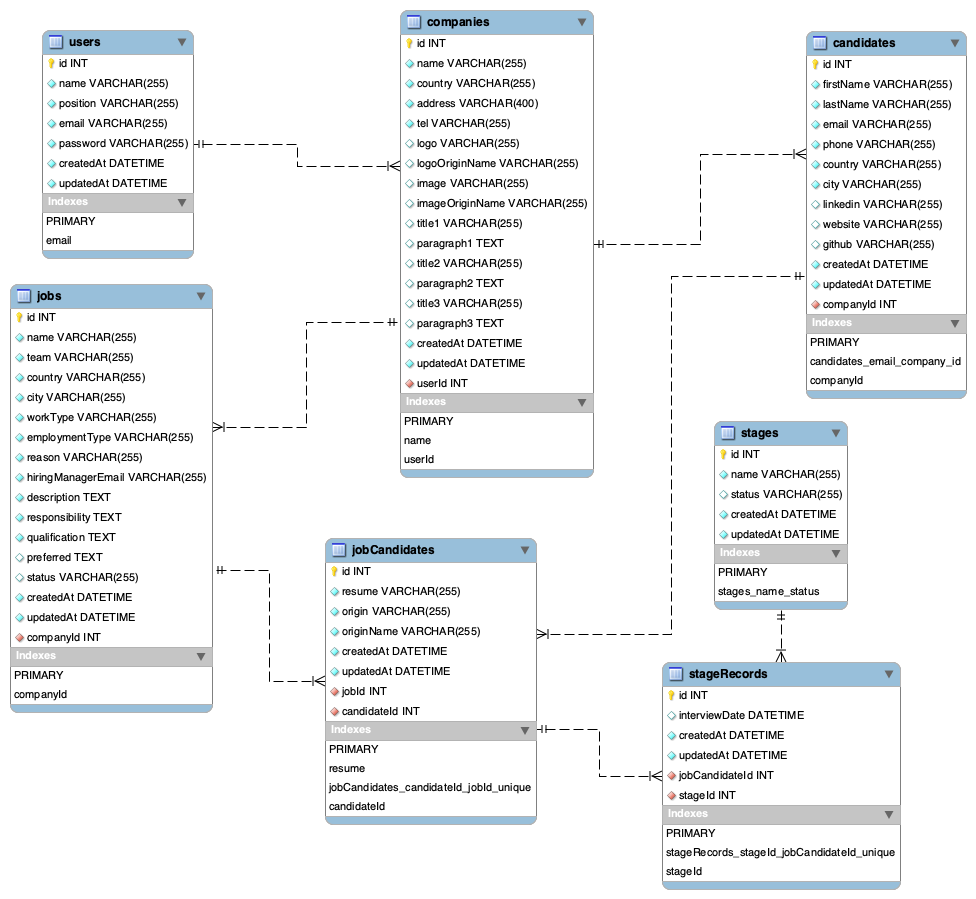 users
id INT
name VARCHAR(255)
position VARCHAR(255)
email VARCHAR(255)
password VARCHAR(255)
createdAt DATETIME
updatedAt DATETIME
Indexes
PRIMARY
email
companies
id INT
name VARCHAR(255)
country VARCHAR(255)
address VARCHAR(400)
tel VARCHAR(255)
logo VARCHAR(255)
logoOriginName VARCHAR(255)
image VARCHAR(255)
imageOriginName VARCHAR(255)
title1 VARCHAR(255)
paragraph1 TEXT
title2 VARCHAR(255)
paragraph2 TEXT
title3 VARCHAR(255)
paragraph3 TEXT
createdAt DATETIME
updatedAt DATETIME
userId INT
Indexes
PRIMARY
name
userId
candidates
id INT
firstName VARCHAR(255)
lastName VARCHAR(255)
email VARCHAR(255)
phone VARCHAR(255)
country VARCHAR(255)
city VARCHAR(255)
linkedin VARCHAR(255)
website VARCHAR(255)
github VARCHAR(255)
createdAt DATETIME
updatedAt DATETIME
companyId INT
Indexes
PRIMARY
candidates_email_company_id
companyId
jobs
id INT
name VARCHAR(255)
team VARCHAR(255)
country VARCHAR(255)
city VARCHAR(255)
workType VARCHAR(255)
employmentType VARCHAR(255)
reason VARCHAR(255)
hiringManagerEmail VARCHAR(255)
description TEXT
responsibility TEXT
qualification TEXT
preferred TEXT
status VARCHAR(255)
createdAt DATETIME
updatedAt DATETIME
companyId INT
Indexes
PRIMARY
companyId
stages
id INT
name VARCHAR(255)
status VARCHAR(255)
createdAt DATETIME
updatedAt DATETIME
Indexes
PRIMARY
stages_name_status
jobCandidates
id INT
resume VARCHAR(255)
origin VARCHAR(255)
originName VARCHAR(255)
createdAt DATETIME
updatedAt DATETIME
jobId INT
candidateId INT
Indexes
PRIMARY
resume
jobCandidates_candidateId_jobId_unique
candidateId
stageRecords
id INT
interviewDate DATETIME
createdAt DATETIME
updatedAt DATETIME
jobCandidateId INT
stageId INT
Indexes
PRIMARY
stageRecords_stageId_jobCandidateId_unique
stageId